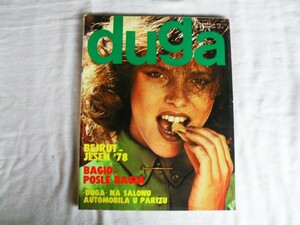 duga
BEJRUT-
JESEN '78
BAGIO-
POSLE BAGIA
·DUGA· NA SALONU
AUTOMOBILA U PARIZU